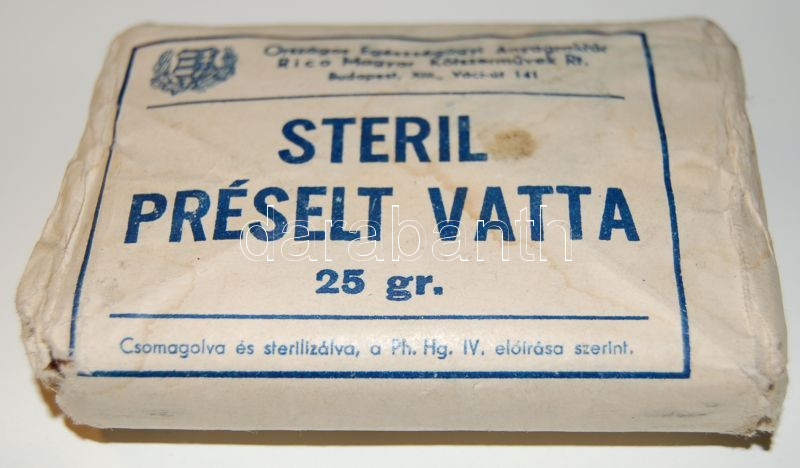 Országos Egészségügyi Anyagraktár
Rico Magyar Kötszerművek Rt.
Budapest, XIII., Váci-út 141
STERIL
PRÉSELT VATTA
darabanth
25 gr.
Csomagolva és sterilizálva, a Ph. Hg. IV. előírása szerint.